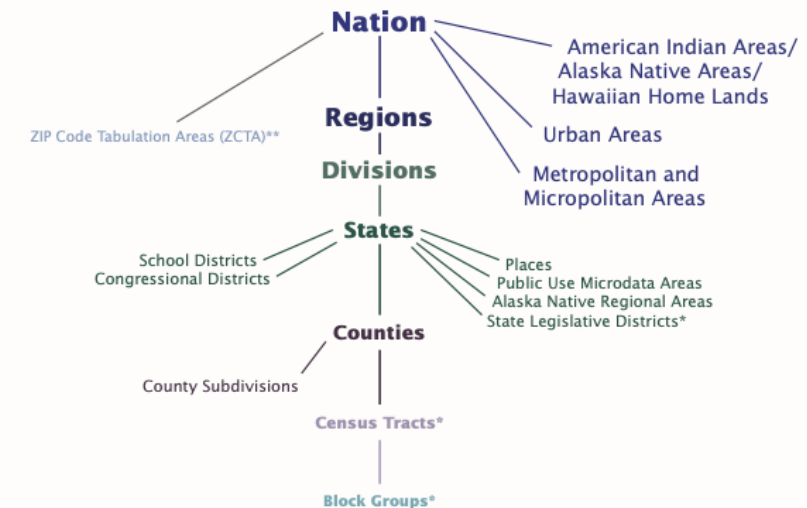 Nation
American Indian Areas/
Alaska Native Areas/
Hawaiian Home Lands
ZIP Code Tabulation Areas (ZCTA)**
Regions
Urban Areas
Divisions
Metropolitan and
Micropolitan Areas
States
School Districts
Congressional Districts
Places
Public Use Microdata Areas
Alaska Native Regional Areas
State Legislative Districts*
Counties
County Subdivisions
Census Tracts*
Block Groups*